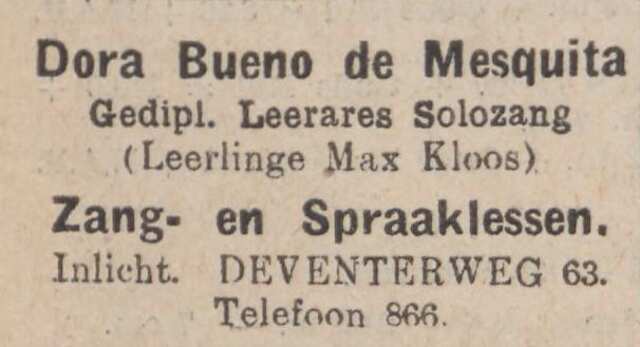 Dora Bueno de Mesquita
Gedipl. Leerares Solozang
(Leerlinge Max Kloos)
Zang- en Spraaklessen.
Inlicht. DEVENTERWEG 63.
Telefoon 866.